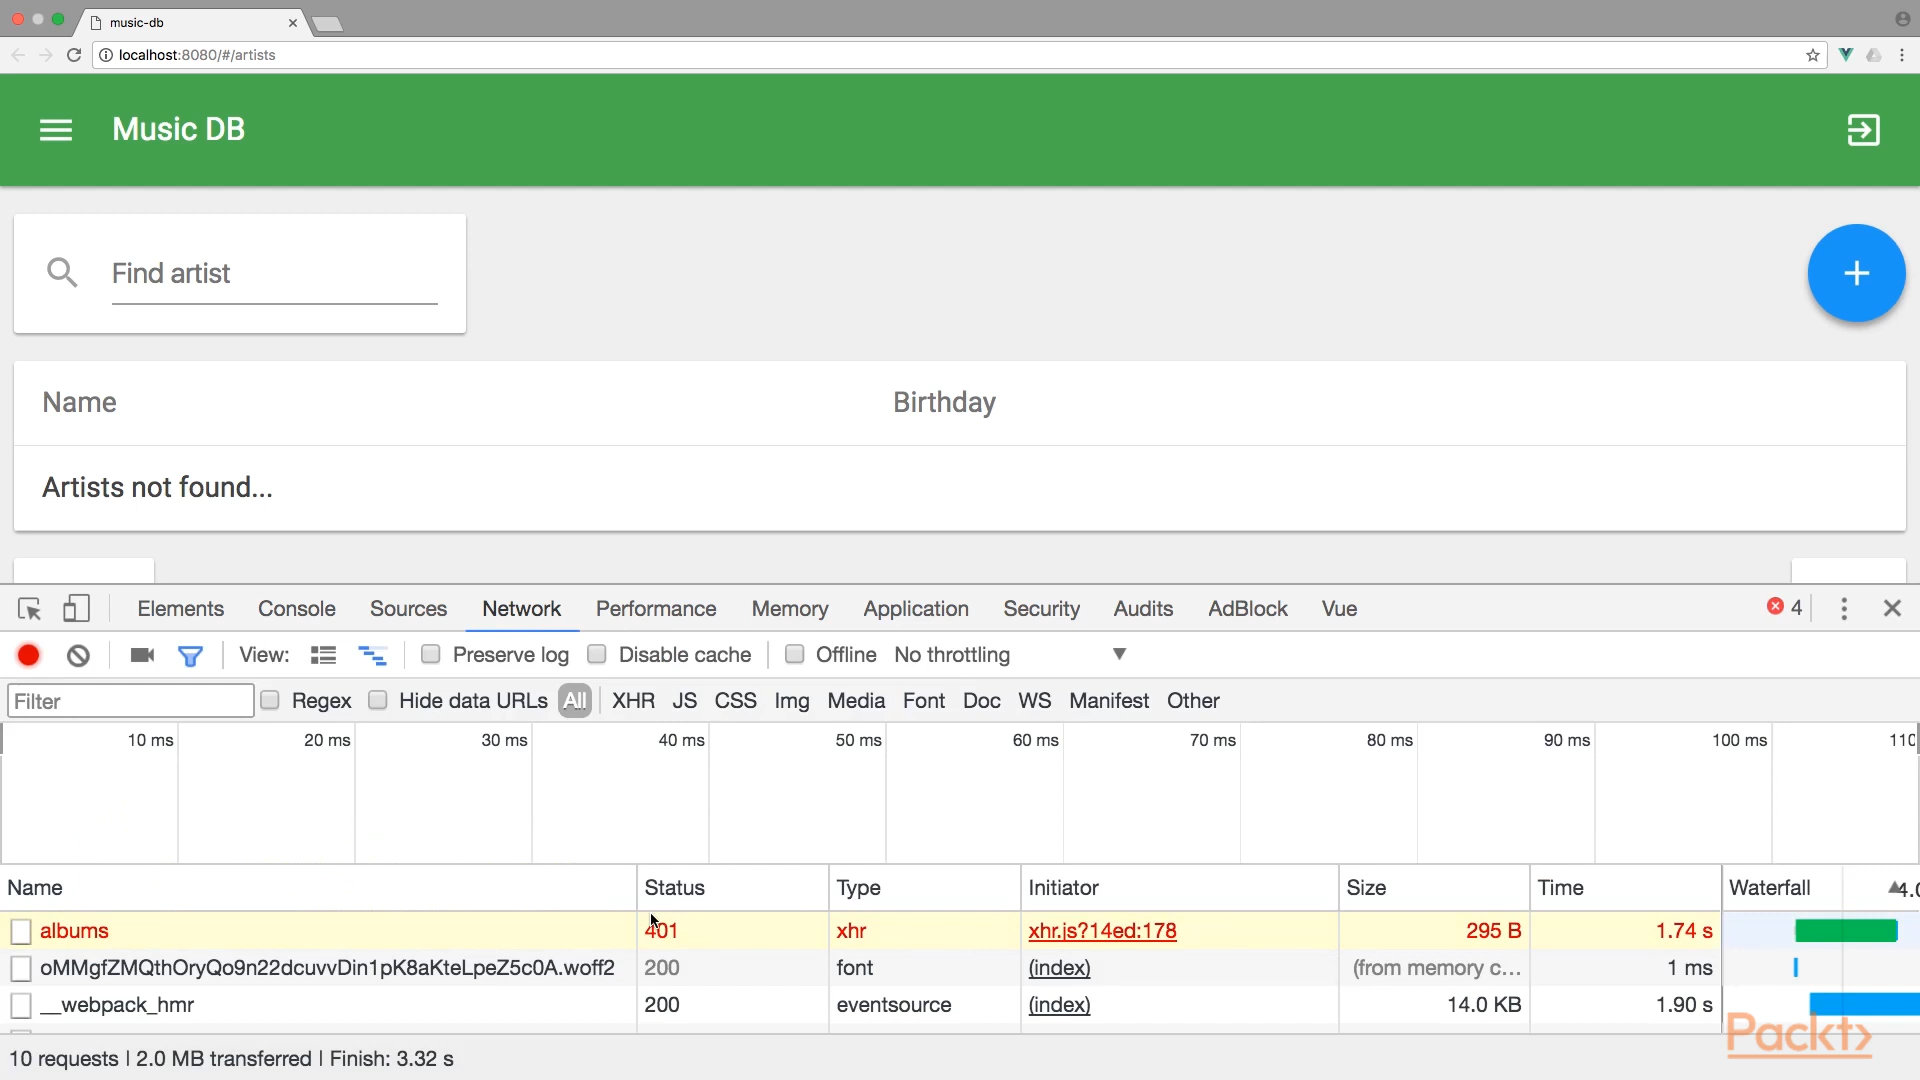 music-db
localhost:8080/#/artists
Music DB
Find artist
Name Birthday
Artists not found...
Elements Console Sources Network Performance Memory Application Security Audits AdBlock Vue 4
View: Preserve log Disable cache Offline No throttling
Filter Regex Hide data URLs All XHR JS CSS Img Media Font Doc WS Manifest Other
10 ms 20 ms 30 ms 40 ms 50 ms 60 ms 70 ms 80 ms 90 ms 100 ms 110
Name Status Type Initiator Size Time Waterfall 4.0
albums 401 xhr xhr.js?14ed:178 295 B 1.74 s
oMMgfZMQthOryQo9n22dcuvvDin1pK8aKteLpeZ5c0A.woff2 200 font (index) (from memory c... 1 ms
__webpack_hmr 200 eventsource (index) 14.0 KB 1.90 s
Packt>
10 requests | 2.0 MB transferred | Finish: 3.32 s